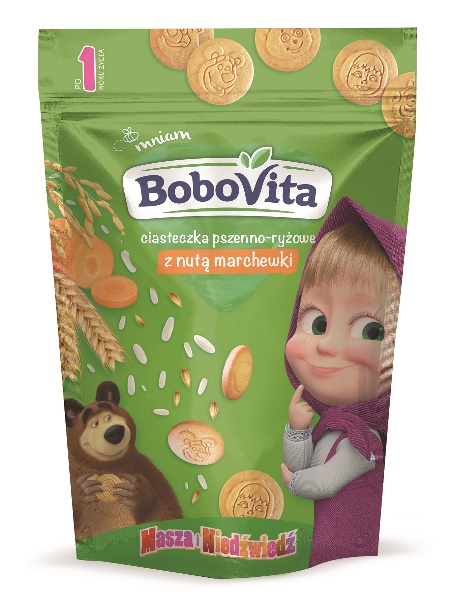 PO 1 ROKU ŻYCIA
mniam
BoboVita
ciasteczka pszenno-ryżowe
z nutą marchewki
Masza i Niedźwiedź